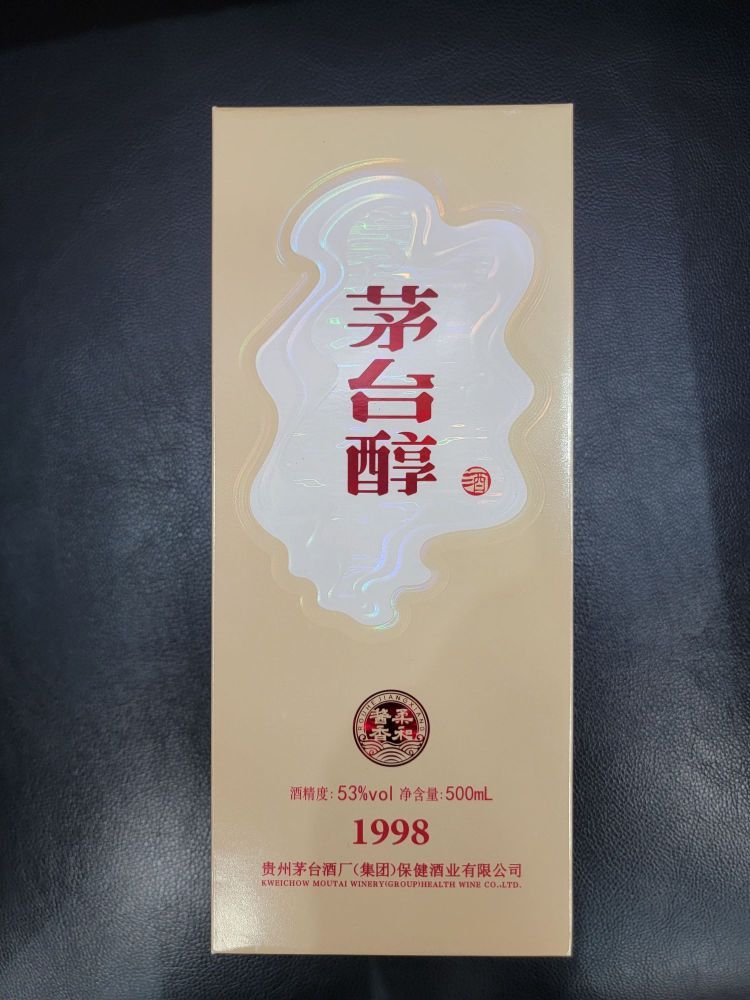 茅台醇
酒
ROUHE JIANGXIANG
柔和
酱香
酒精度: 53%vol 净含量: 500mL
1998
贵州茅台酒厂(集团)保健酒业有限公司
KWEICHOW MOUTAI WINERY(GROUP)HEALTH WINE CO.,LTD.